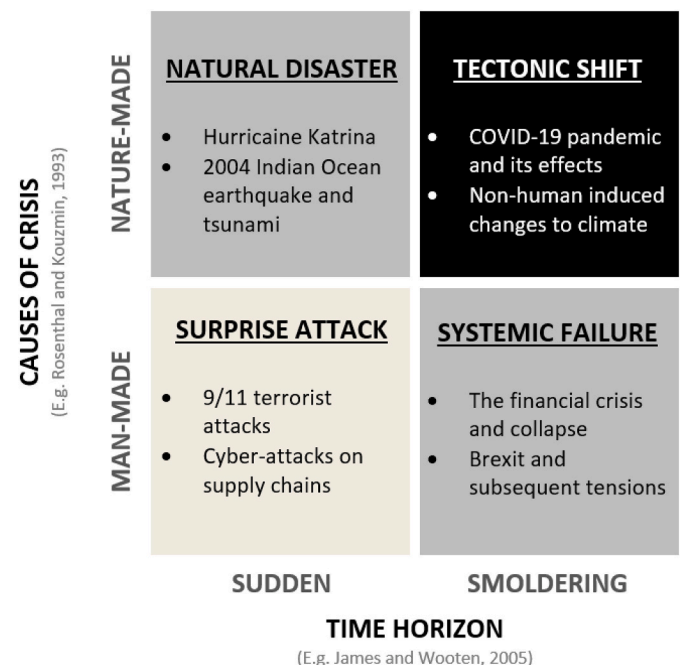 CAUSES OF CRISIS
(E.g. Rosenthal and Kouzmin, 1993)
NATURE-MADE
NATURAL DISASTER
• Hurricaine Katrina
• 2004 Indian Ocean
earthquake and
tsunami
TECTONIC SHIFT
• COVID-19 pandemic
and its effects
• Non-human induced
changes to climate
MAN-MADE
SURPRISE ATTACK
• 9/11 terrorist
attacks
• Cyber-attacks on
supply chains
SYSTEMIC FAILURE
• The financial crisis
and collapse
• Brexit and
subsequent tensions
SUDDEN
SMOLDERING
TIME HORIZON
(E.g. James and Wooten, 2005)